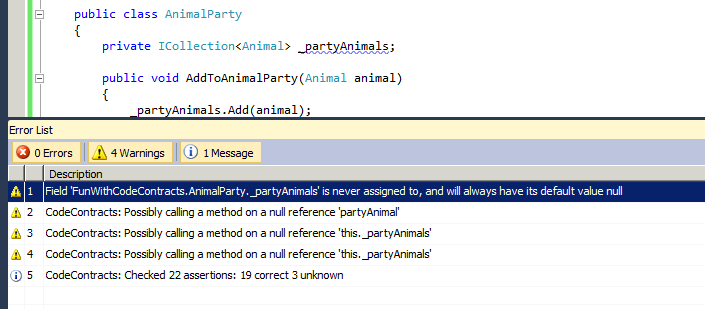 public class AnimalParty
{
private ICollection<Animal> _partyAnimals;
public void AddToAnimalParty(Animal animal)
{
_partyAnimals.Add(animal);
Error List
0 Errors 4 Warnings 1 Message
Description
1 Field 'FunWithCodeContracts.AnimalParty._partyAnimals' is never assigned to, and will always have its default value null
2 CodeContracts: Possibly calling a method on a null reference 'partyAnimal'
3 CodeContracts: Possibly calling a method on a null reference 'this._partyAnimals'
4 CodeContracts: Possibly calling a method on a null reference 'this._partyAnimals'
5 CodeContracts: Checked 22 assertions: 19 correct 3 unknown